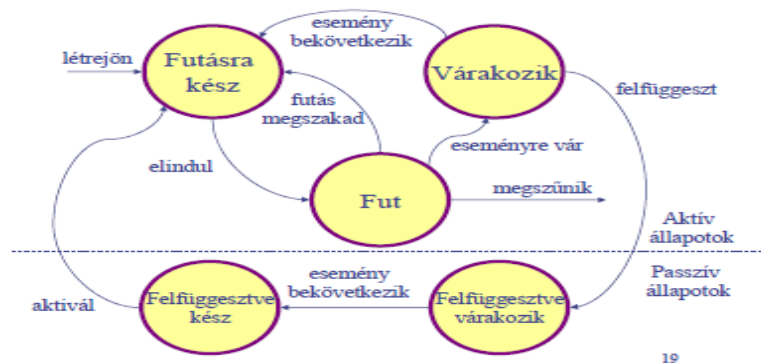 esemény
bekövetkezik
létrejön
Futásra
kész
Várakozik
futás
megszakad
felfüggeszt
elindul
eseményre vár
Fut
megszűnik
Aktív
állapotok
Passzív
állapotok
aktivál
Felfüggesztve
kész
esemény
bekövetkezik
Felfüggesztve
várakozik
19